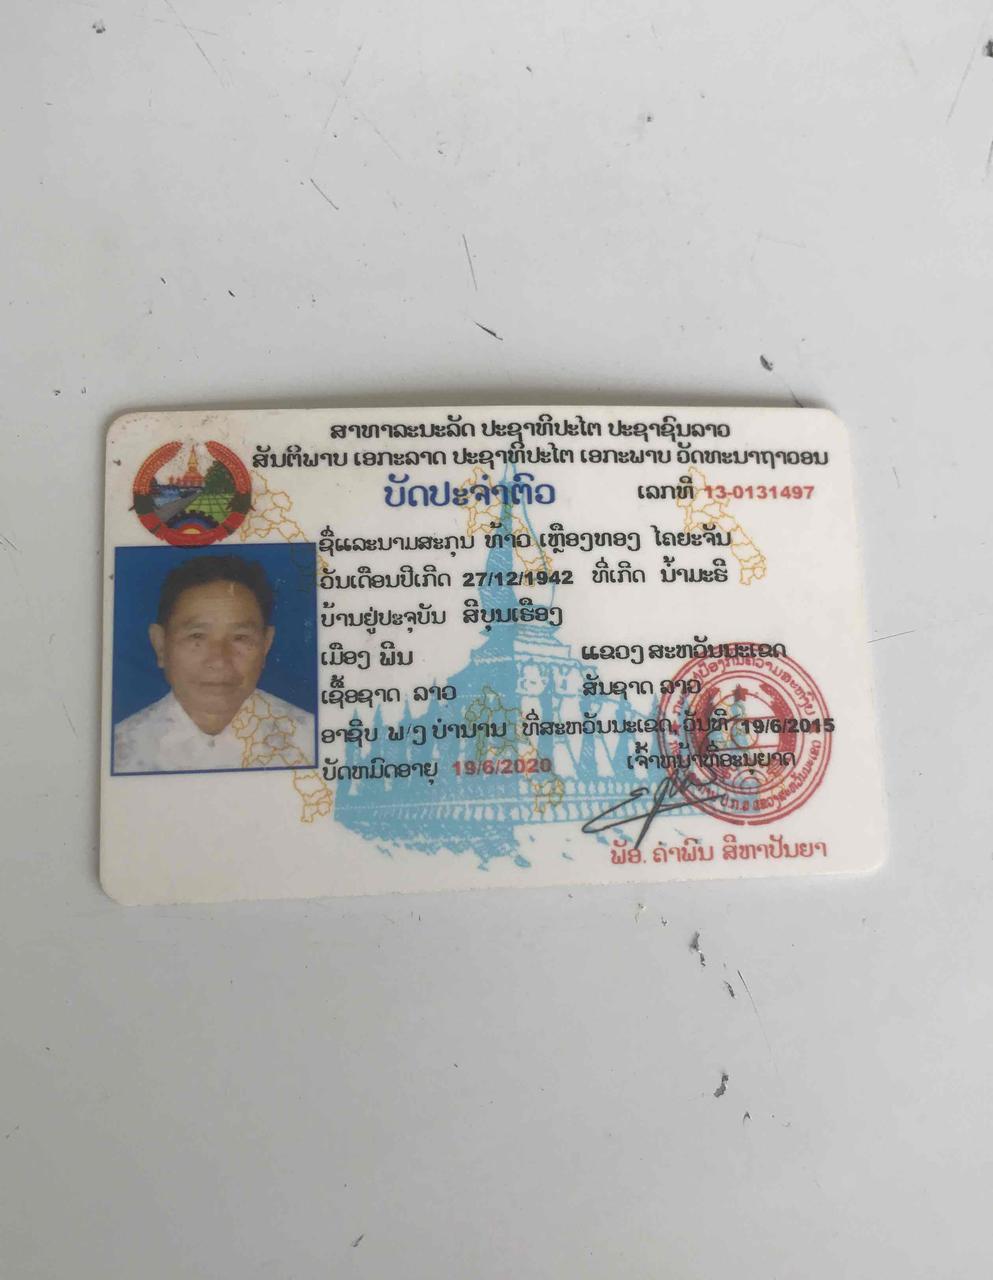 ສາທາລະນະລັດ ປະຊາທິປະໄຕ ປະຊາຊົນລາວ
ສັນຕິພາບ ເອກະລາດ ປະຊາທິປະໄຕ ເອກະພາບ ວັດທະນາຖາວອນ
ບັດປະຈຳຕົວ ເລກທີ 13-0131497
ຊື່ແລະນາມສະກຸນ ທ້າວ ເຫຼືອງທອງ ໄຄຍະຈັນ
ວັນເດືອນປີເກີດ 27/12/1942 ທີ່ເກີດ ນ້ຳມະຮີ
ບ້ານຢູ່ປະຈຸບັນ ສີບຸນເຮືອງ
ເມືອງ ພີນ ແຂວງ ສະຫວັນນະເຂດ
ເຊື້ອຊາດ ລາວ ສັນຊາດ ລາວ
ອາຊີບ ພ/ງ ບຳນານ ທີ່ສະຫວັນນະເຂດ, ວັນທີ 19/6/2015
ບັດຫມົດອາຍຸ 19/6/2020 ເຈົ້າຫນ້າທີ່ອະນຸຍາດ
ພັອ. ຄຳພິນ ສີຫາປັນຍາ